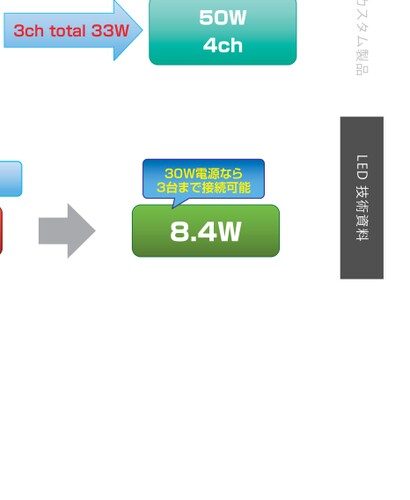 3ch total 33W
50W
4ch
カスタム製品
LED 技術資料
30W電源なら
3台まで接続可能
8.4W